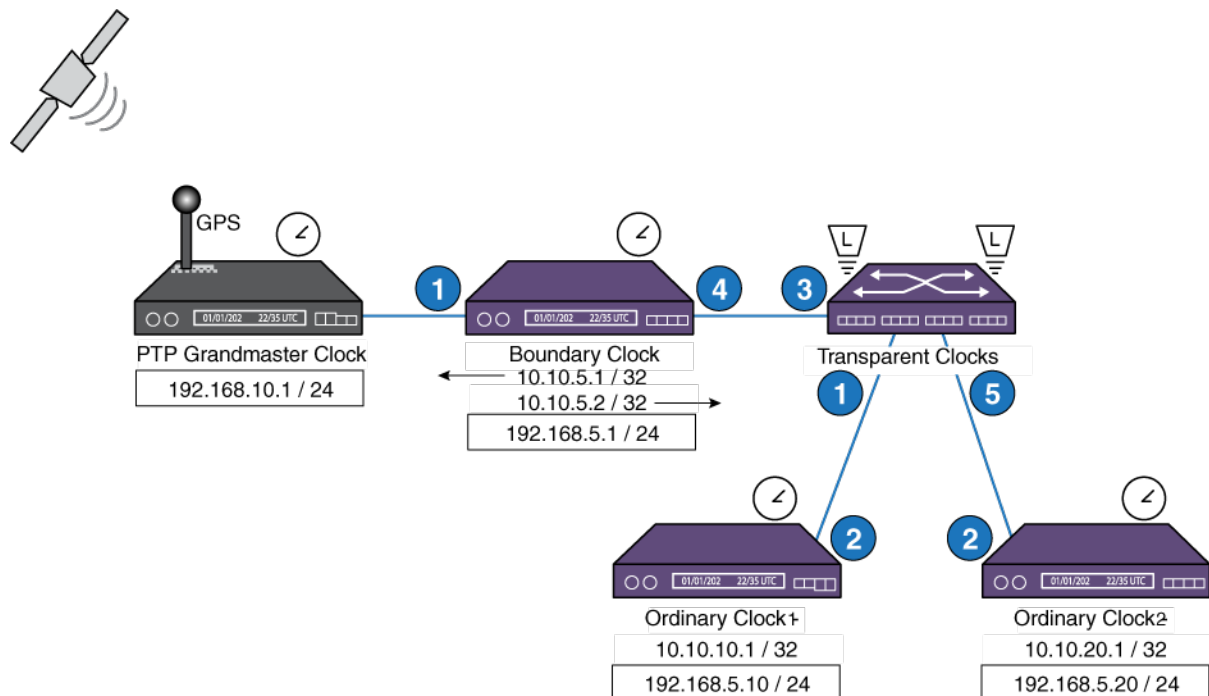 GPS
L
L
1
4
3
01/01/202 22/35 UTC
01/01/202 22/35 UTC
PTP Grandmaster Clock
192.168.10.1 / 24
Boundary Clock
10.10.5.1 / 32
10.10.5.2 / 32
192.168.5.1 / 24
Transparent Clocks
1
5
2
2
01/01/202 22/35 UTC
01/01/202 22/35 UTC
Ordinary Clock1
10.10.10.1 / 32
192.168.5.10 / 24
Ordinary Clock2
10.10.20.1 / 32
192.168.5.20 / 24